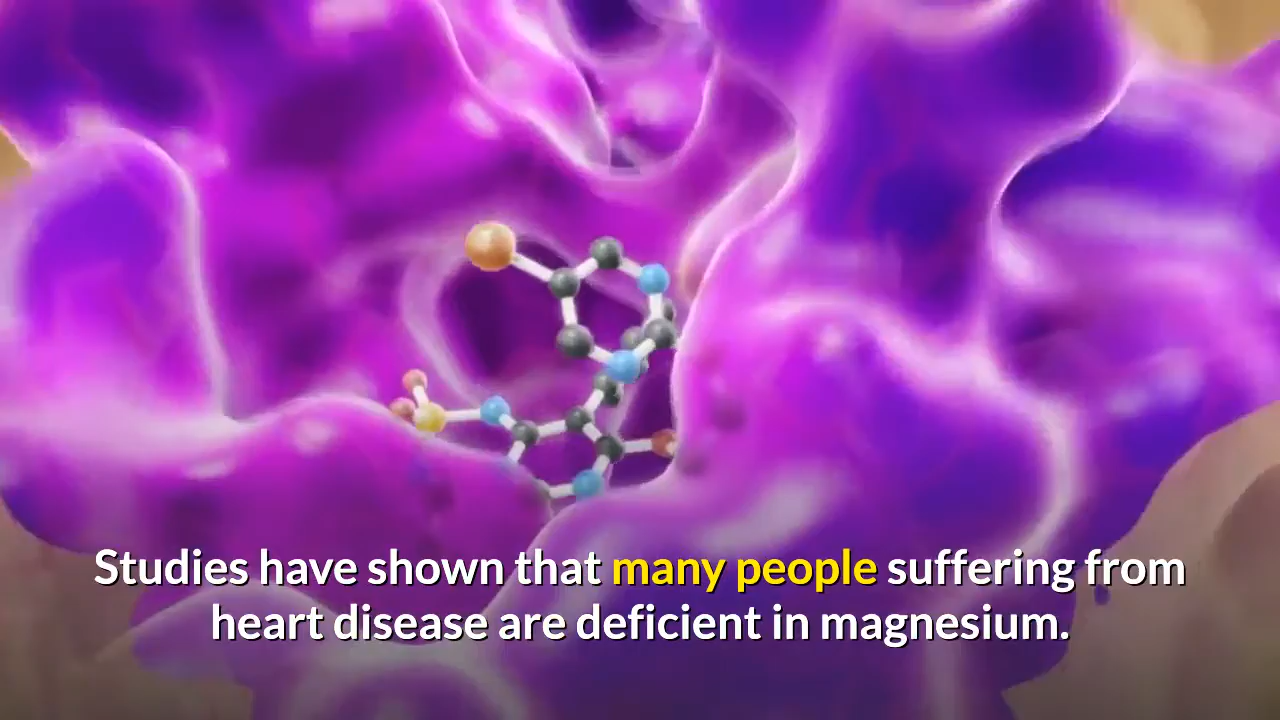 Studies have shown that many people suffering from
heart disease are deficient in magnesium.